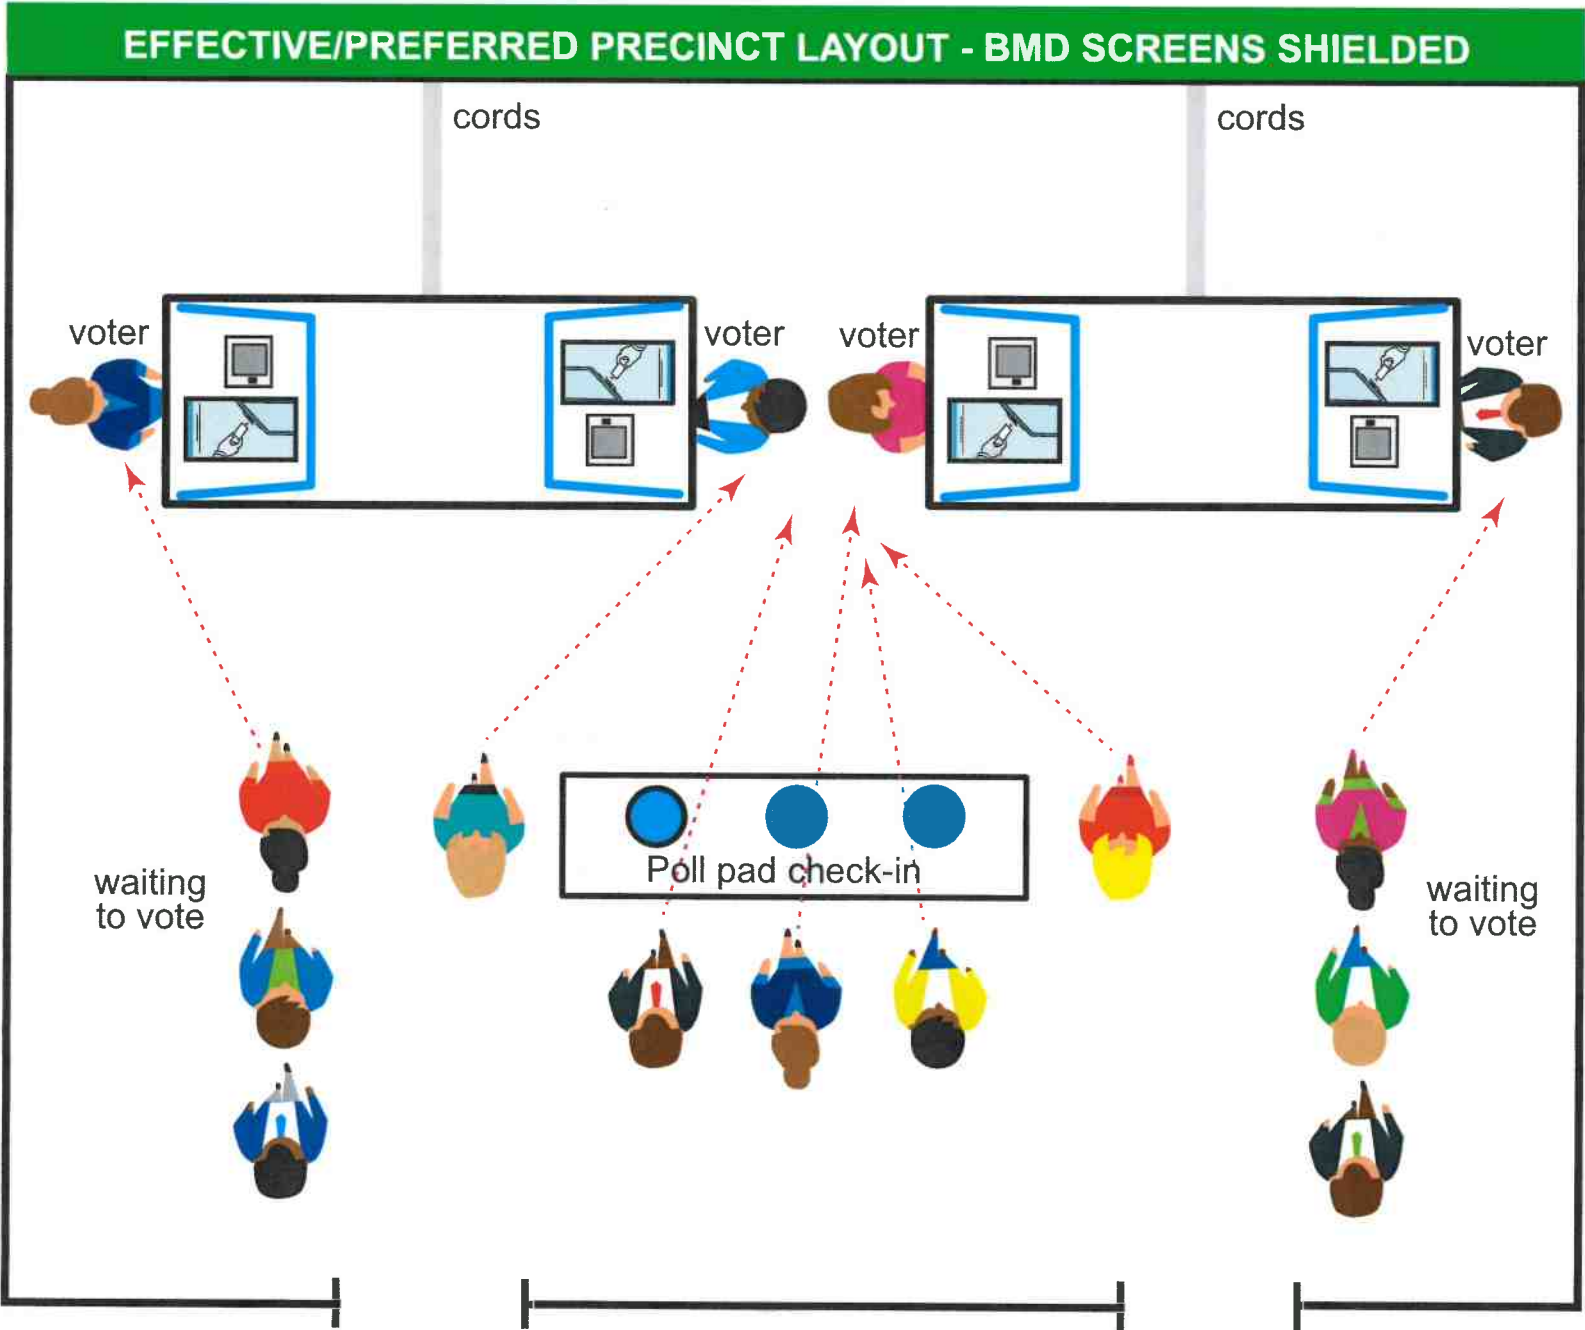 EFFECTIVE/PREFERRED PRECINCT LAYOUT - BMD SCREENS SHIELDED
cords
cords
voter
voter
voter
voter
Poll pad check-in
waiting
to vote
waiting
to vote